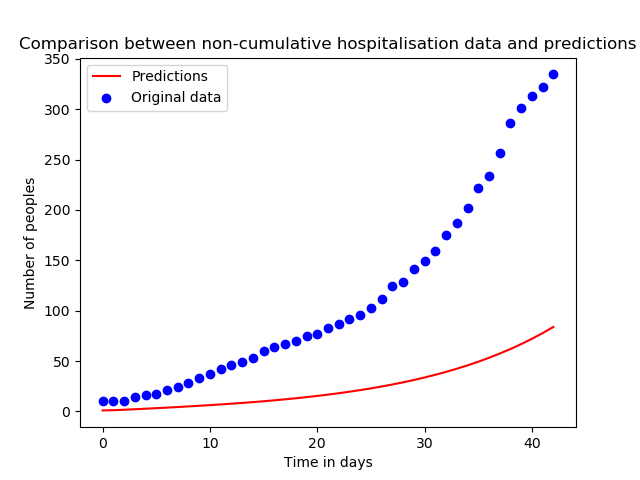 Comparison between non-cumulative hospitalisation data and predictions
Predictions
Original data
Number of peoples
350
300
250
200
150
100
50
0
0 10 20 30 40
Time in days